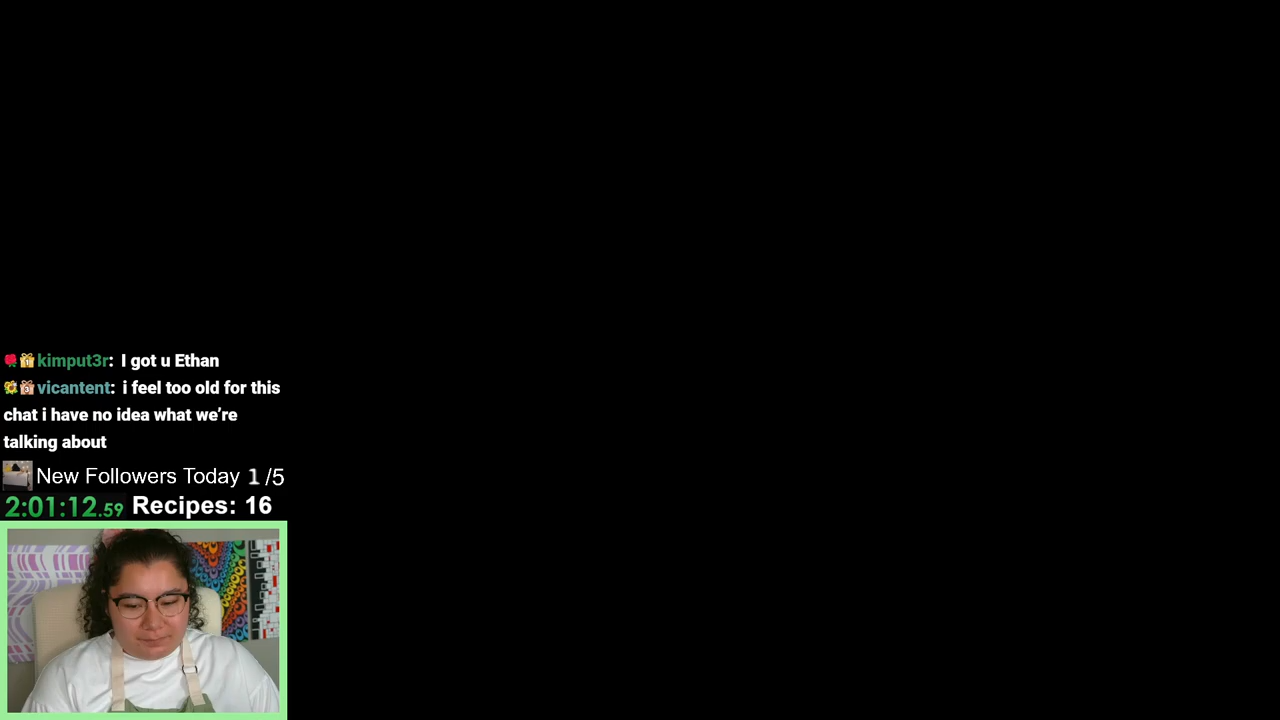 kimput3r: I got u Ethan
vicantent: i feel too old for this
chat i have no idea what we're
talking about
New Followers Today 1/5
2:01:12.59 Recipes: 16